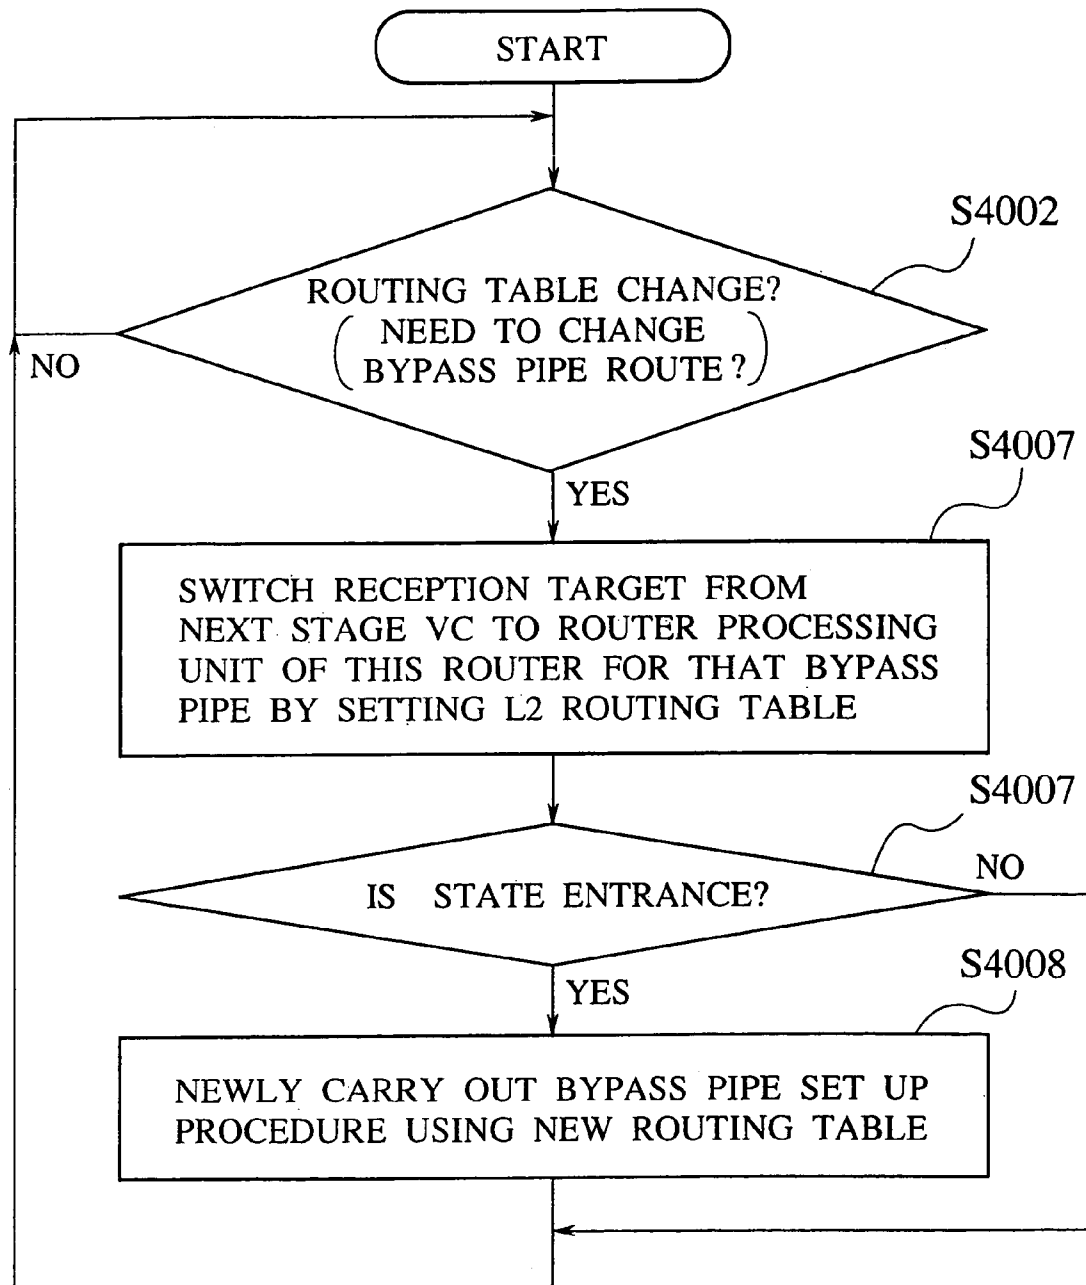 START
S4002
ROUTING TABLE CHANGE?
(NEED TO CHANGE
BYPASS PIPE ROUTE?)
NO
YES
S4007
SWITCH RECEPTION TARGET FROM
NEXT STAGE VC TO ROUTER PROCESSING
UNIT OF THIS ROUTER FOR THAT BYPASS
PIPE BY SETTING L2 ROUTING TABLE
S4007
IS STATE ENTRANCE?
NO
YES
S4008
NEWLY CARRY OUT BYPASS PIPE SET UP
PROCEDURE USING NEW ROUTING TABLE